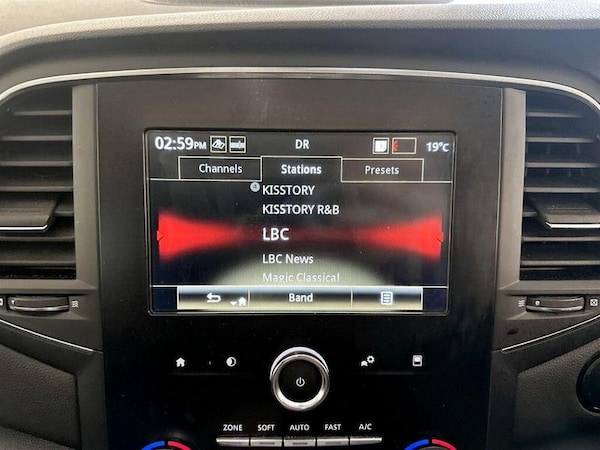 02:59PM DR 19°C
Channels Stations Presets
4 KISSTORY
KISSTORY R&B
LBC
LBC News
Magic Classical
Band
ZONE SOFT AUTO FAST A/C